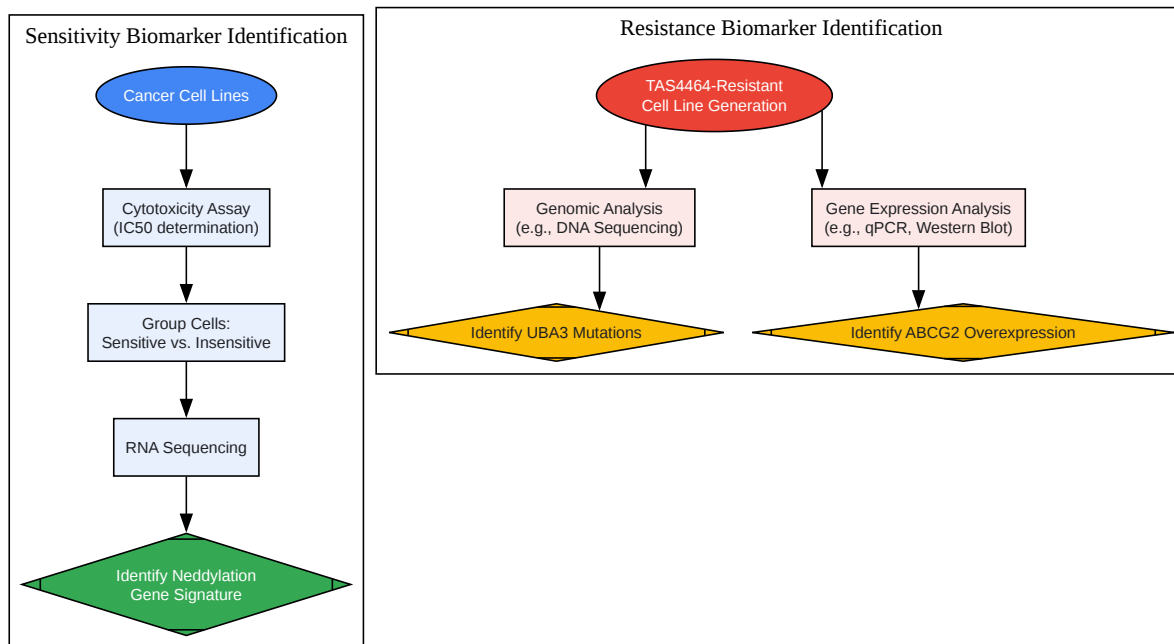 Sensitivity Biomarker Identification
Cancer Cell Lines
Cytotoxicity Assay
(IC50 determination)
Group Cells:
Sensitive vs. Insensitive
RNA Sequencing
Identify Neddylation
Gene Signature
Resistance Biomarker Identification
TAS4464-Resistant
Cell Line Generation
Genomic Analysis
(e.g., DNA Sequencing)
Gene Expression Analysis
(e.g., qPCR, Western Blot)
Identify UBA3 Mutations
Identify ABCG2 Overexpression